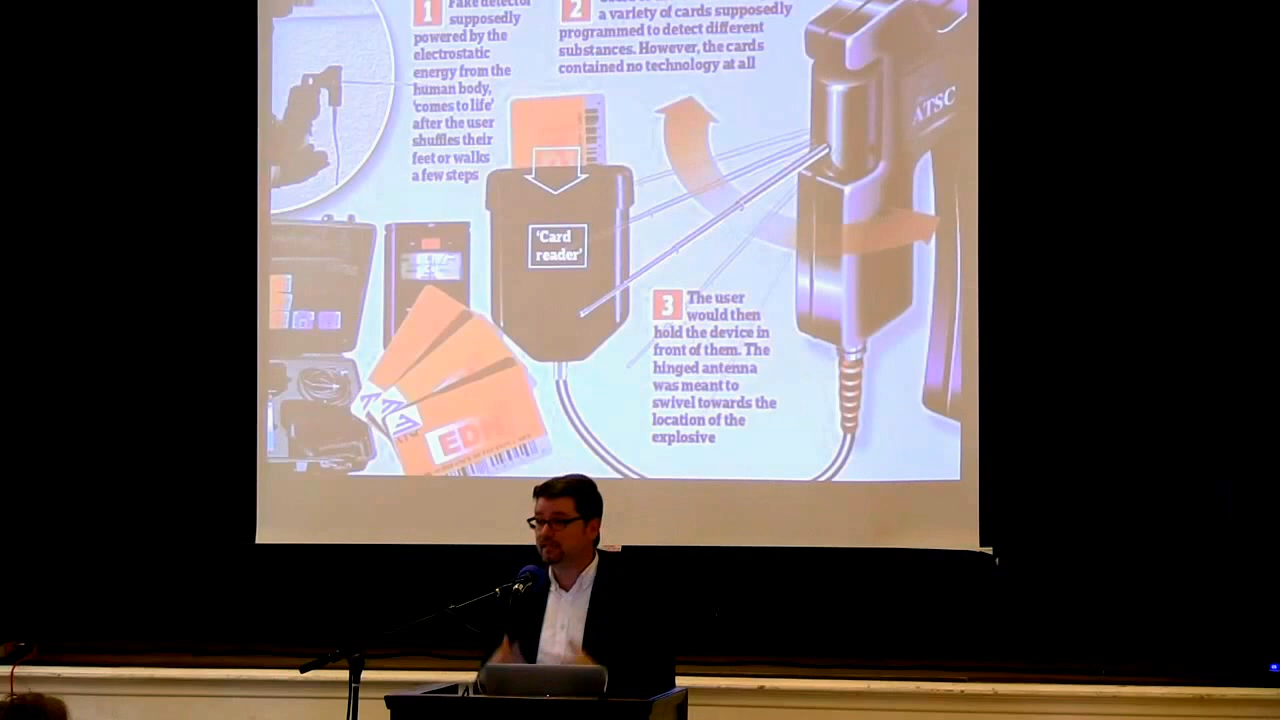 1 Fake detector
supposedly
powered by the
electrostatic
energy from the
human body,
'comes to life'
after the user
shuffles their
feet or walks
a few steps
2
a variety of cards supposedly
programmed to detect different
substances. However, the cards
contained no technology at all
ATSC
'Card
reader'
3 The user
would then
hold the device in
front of them. The
hinged antenna
was meant to
swivel towards the
location of the
explosive